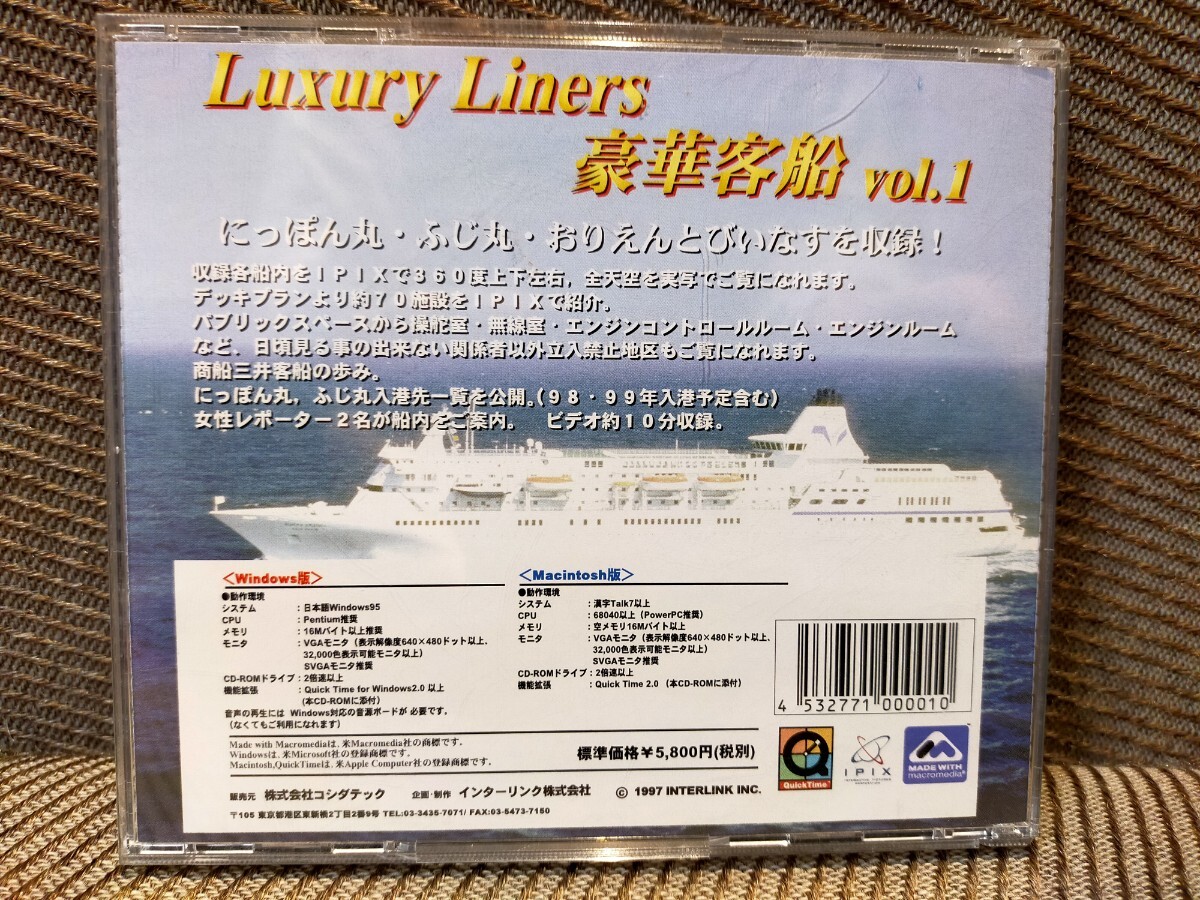 Luxury Liners
豪華客船 vol.1
にっぽん丸・ふじ丸・おりえんとびいなすを収録！
収録客船内をＩＰＩＸで３６０度上下左右，全天空を実写でご覧になれます。
デッキプランより約７０施設をＩＰＩＸで紹介。
パブリックスペースから操舵室・無線室・エンジンコントロールルーム・エンジンルーム
など、日頃見る事の出来ない関係者以外立入禁止地区もご覧になれます。
商船三井客船の歩み。
にっぽん丸，ふじ丸入港先一覧を公開。（９８・９９年入港予定含む）
女性レポーター２名が船内をご案内。　ビデオ約１０分収録。
＜Windows版＞
●動作環境
システム ：日本語Windows95
CPU ：Pentium推奨
メモリ ：16Mバイト以上推奨
モニタ ：VGAモニタ（表示解像度640×480ドット以上、
32,000色表示可能モニタ以上）
SVGAモニタ推奨
CD-ROMドライブ：2倍速以上
機能拡張 ：Quick Time for Windows2.0 以上
（本CD-ROMに添付）
音声の再生には Windows対応の音源ボードが 必要です。
（なくてもご利用になれます）
＜Macintosh版＞
●動作環境
システム ：漢字Talk7以上
CPU ：68040以上（PowerPC推奨）
メモリ ：空メモリ16Mバイト以上
モニタ ：VGAモニタ（表示解像度640×480ドット以上、
32,000色表示可能モニタ以上）
SVGAモニタ推奨
CD-ROMドライブ：2倍速以上
機能拡張 ：Quick Time 2.0 （本CD-ROMに添付）
4 532771 000010
Made with Macromediaは，米Macromedia社の商標です。
Windowsは，米Microsoft社の登録商標です。
Macintosh,QuickTimeは，米Apple Computer社の登録商標です。
標準価格￥5,800円(税別)
QuickTime™
IPIX
MADE WITH
macromedia®
販売元 株式会社コシダテック 企画・制作 インターリンク株式会社 © 1997 INTERLINK INC.
〒105 東京都港区東新橋2丁目2番9号 TEL:03-3435-7071/ FAX:03-5473-7150